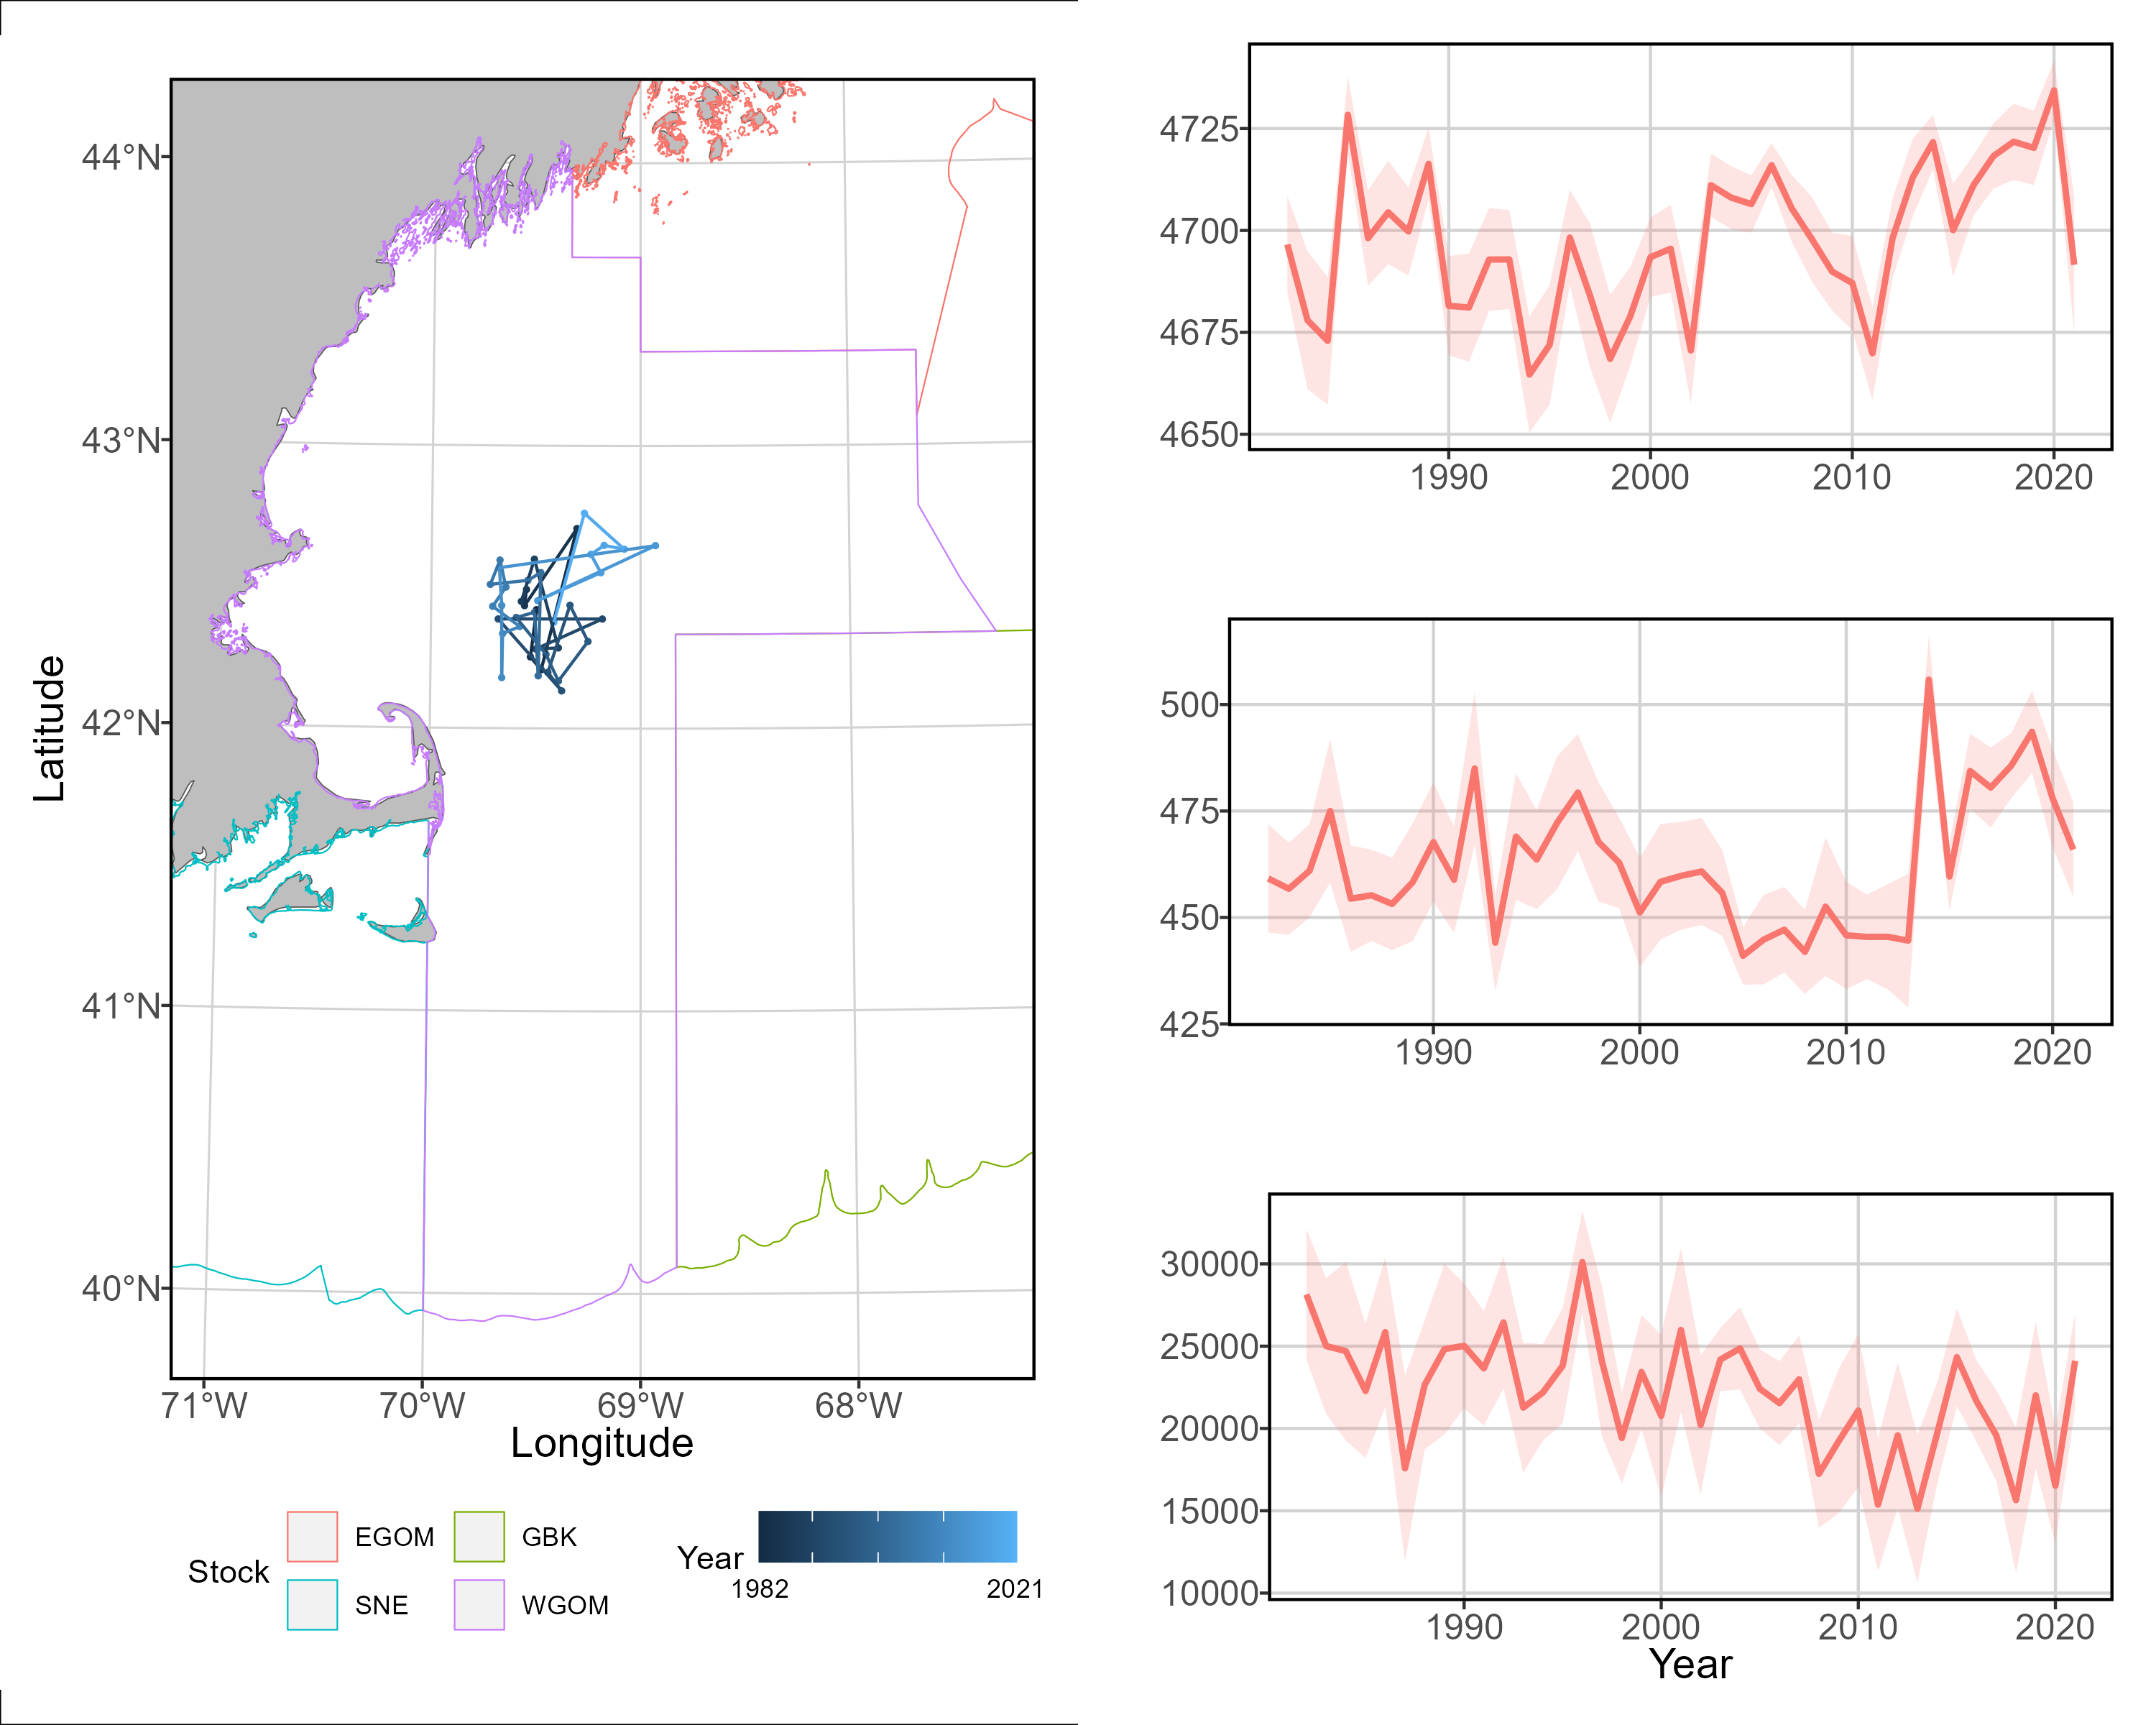 44°N
43°N
42°N
41°N
40°N
Latitude
71°W 70°W 69°W 68°W
Longitude
Stock
EGOM GBK
SNE WGOM
Year
1982 2021
4725
4700
4675
4650
1990 2000 2010 2020
500
475
450
425
1990 2000 2010 2020
30000
25000
20000
15000
10000
1990 2000 2010 2020
Year